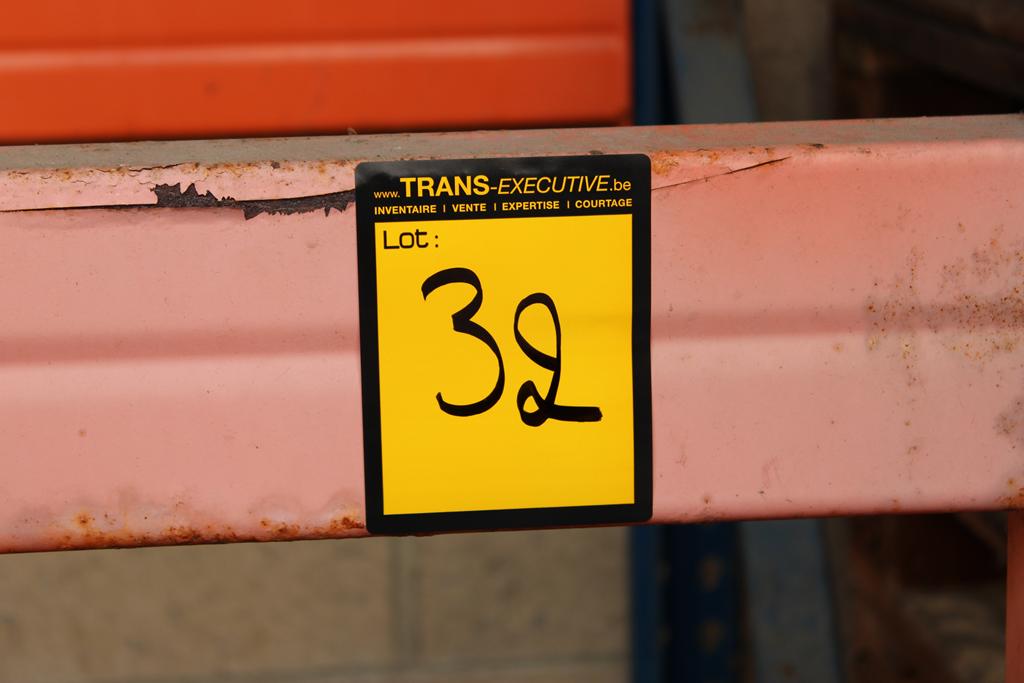 www.TRANS-EXECUTIVE.be
INVENTAIRE | VENTE | EXPERTISE | COURTAGE
Lot :
32